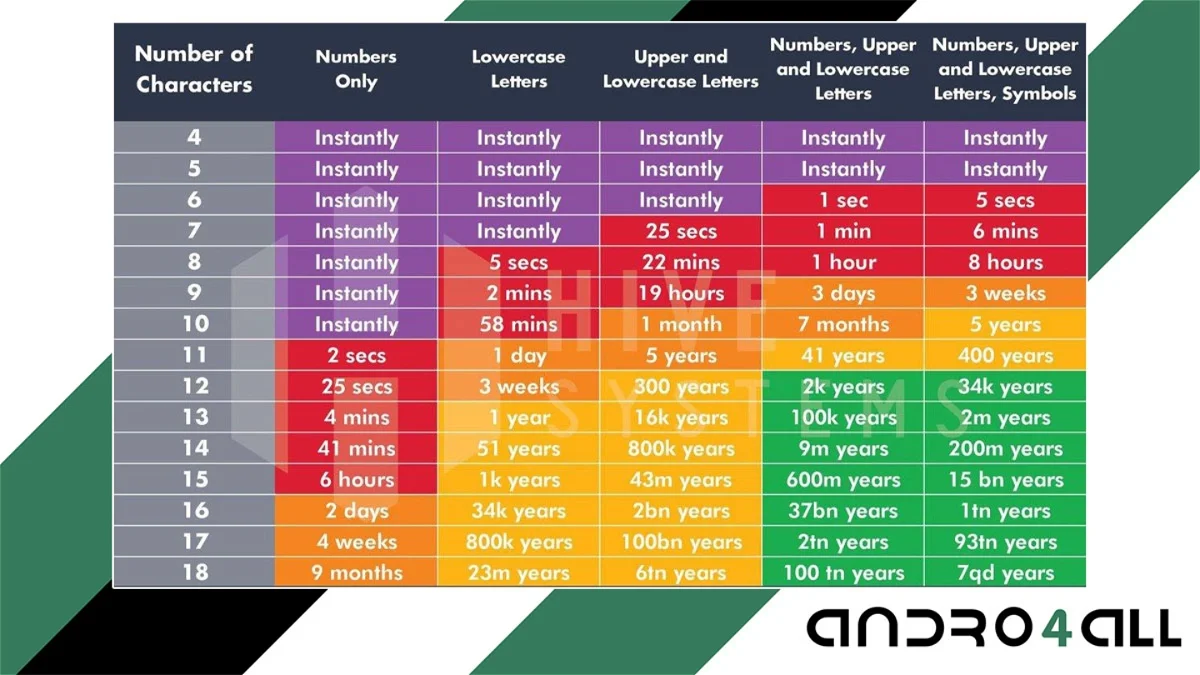 Number of Characters | Numbers Only | Lowercase Letters | Upper and Lowercase Letters | Numbers, Upper and Lowercase Letters | Numbers, Upper and Lowercase Letters, Symbols
4 | Instantly | Instantly | Instantly | Instantly | Instantly
5 | Instantly | Instantly | Instantly | Instantly | Instantly
6 | Instantly | Instantly | Instantly | 1 sec | 5 secs
7 | Instantly | Instantly | 25 secs | 1 min | 6 mins
8 | Instantly | 5 secs | 22 mins | 1 hour | 8 hours
9 | Instantly | 2 mins | 19 hours | 3 days | 3 weeks
10 | Instantly | 58 mins | 1 month | 7 months | 5 years
11 | 2 secs | 1 day | 5 years | 41 years | 400 years
12 | 25 secs | 3 weeks | 300 years | 2k years | 34k years
13 | 4 mins | 1 year | 16k years | 100k years | 2m years
14 | 41 mins | 51 years | 800k years | 9m years | 200m years
15 | 6 hours | 1k years | 43m years | 600m years | 15 bn years
16 | 2 days | 34k years | 2bn years | 37bn years | 1tn years
17 | 4 weeks | 800k years | 100bn years | 2tn years | 93tn years
18 | 9 months | 23m years | 6tn years | 100 tn years | 7qd years
HIVE
SYSTEMS
ANDRO4ALL